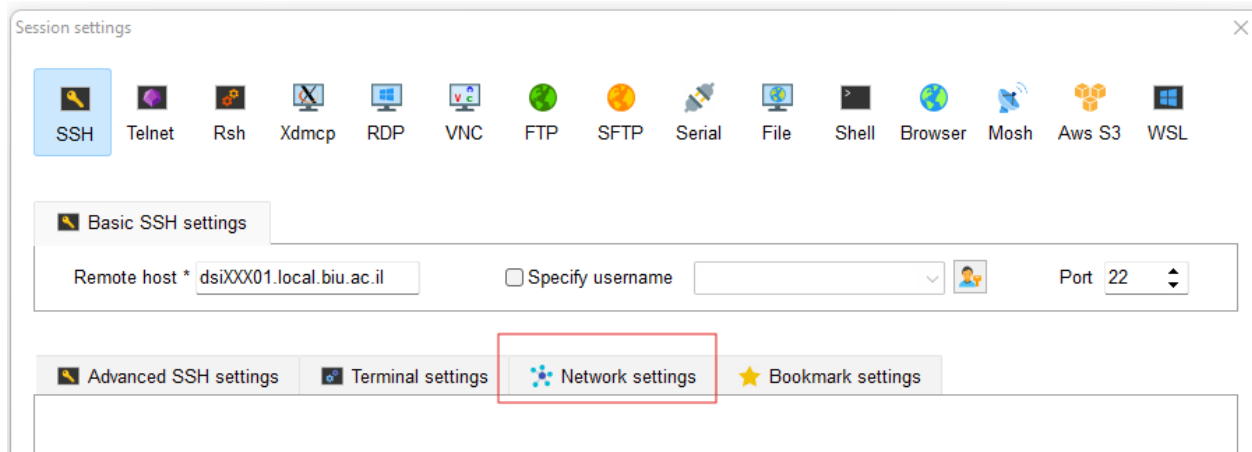 Session settings
SSH Telnet Rsh Xdmcp RDP VNC FTP SFTP Serial File Shell Browser Mosh Aws S3 WSL
Basic SSH settings
Remote host * dsiXXX01.local.biu.ac.il Specify username Port 22
Advanced SSH settings Terminal settings Network settings Bookmark settings